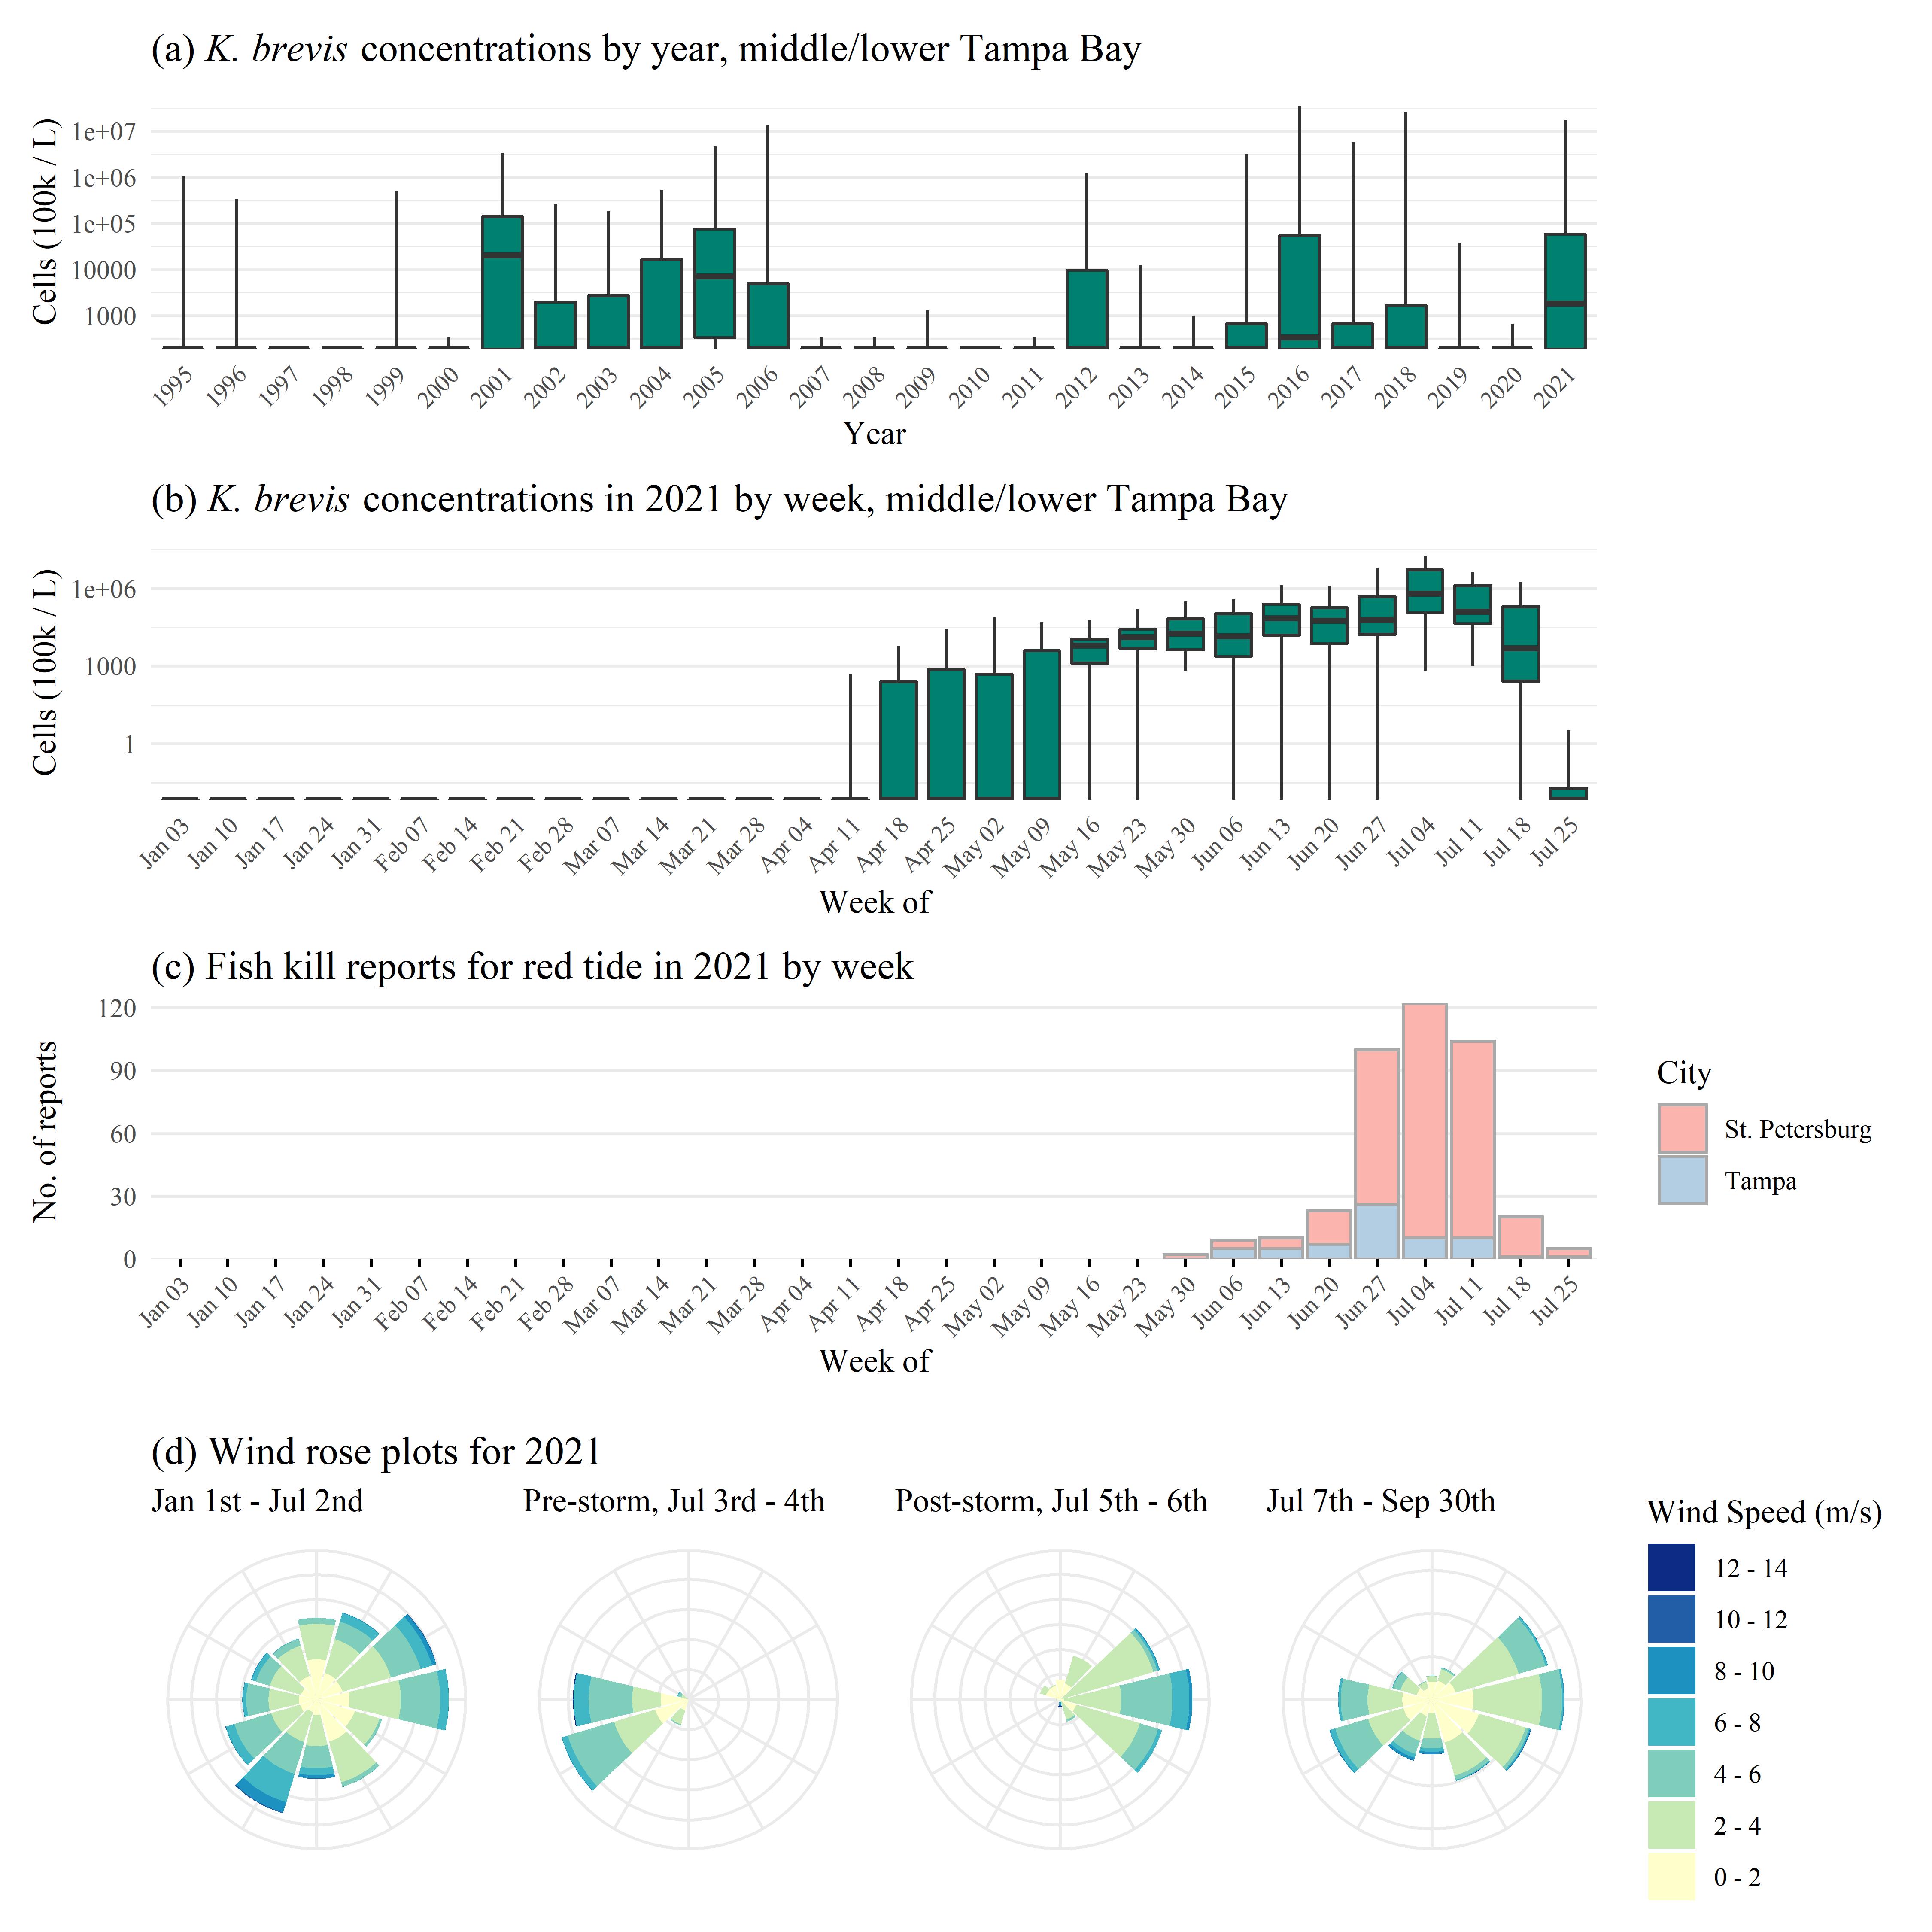 (a) K. brevis concentrations by year, middle/lower Tampa Bay
Cells (100k / L)
1e+07
1e+06
1e+05
10000
1000
1995 1996 1997 1998 1999 2000 2001 2002 2003 2004 2005 2006 2007 2008 2009 2010 2011 2012 2013 2014 2015 2016 2017 2018 2019 2020 2021
Year
(b) K. brevis concentrations in 2021 by week, middle/lower Tampa Bay
Cells (100k / L)
1e+06
1000
1
Jan 03 Jan 10 Jan 17 Jan 24 Jan 31 Feb 07 Feb 14 Feb 21 Feb 28 Mar 07 Mar 14 Mar 21 Mar 28 Apr 04 Apr 11 Apr 18 Apr 25 May 02 May 09 May 16 May 23 May 30 Jun 06 Jun 13 Jun 20 Jun 27 Jul 04 Jul 11 Jul 18 Jul 25
Week of
(c) Fish kill reports for red tide in 2021 by week
No. of reports
120
90
60
30
0
Jan 03 Jan 10 Jan 17 Jan 24 Jan 31 Feb 07 Feb 14 Feb 21 Feb 28 Mar 07 Mar 14 Mar 21 Mar 28 Apr 04 Apr 11 Apr 18 Apr 25 May 02 May 09 May 16 May 23 May 30 Jun 06 Jun 13 Jun 20 Jun 27 Jul 04 Jul 11 Jul 18 Jul 25
Week of
City
St. Petersburg
Tampa
(d) Wind rose plots for 2021
Jan 1st - Jul 2nd
Pre-storm, Jul 3rd - 4th
Post-storm, Jul 5th - 6th
Jul 7th - Sep 30th
Wind Speed (m/s)
12 - 14
10 - 12
8 - 10
6 - 8
4 - 6
2 - 4
0 - 2